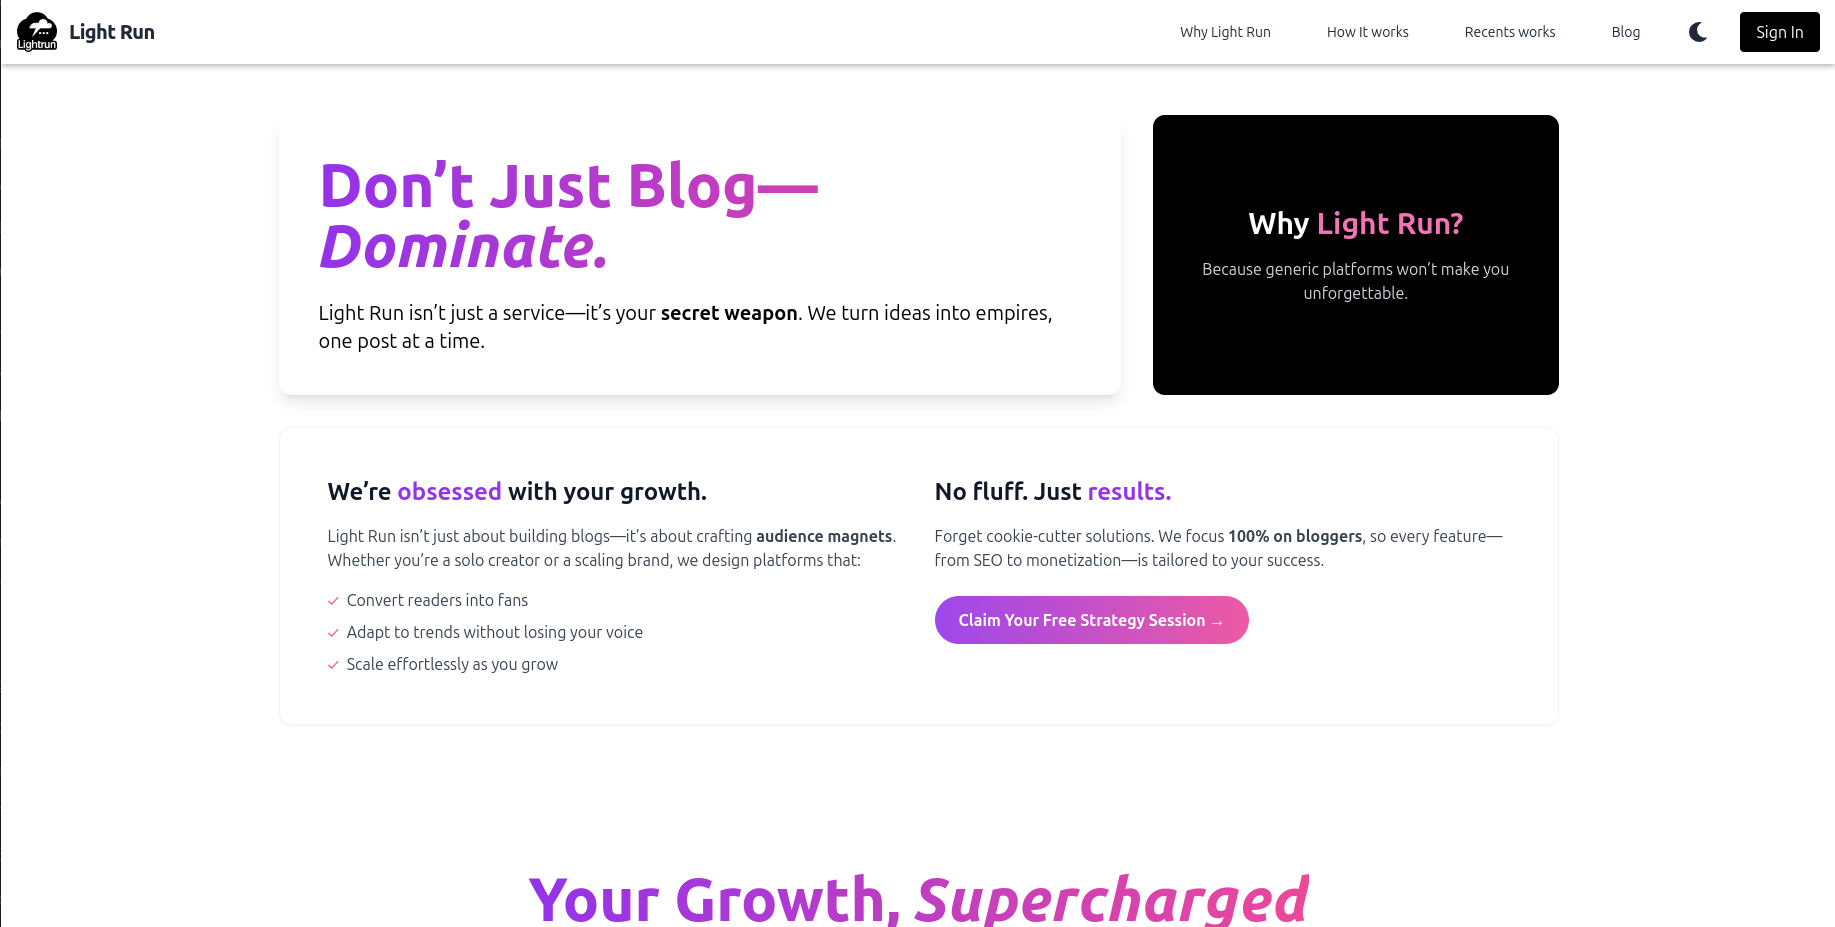 Lightrun
Light Run
Why Light Run
How It works
Recents works
Blog
Sign In
Don’t Just Blog—
Dominate.
Light Run isn’t just a service—it’s your secret weapon. We turn ideas into empires,
one post at a time.
Why Light Run?
Because generic platforms won’t make you
unforgettable.
We’re obsessed with your growth.
Light Run isn’t just about building blogs—it’s about crafting audience magnets.
Whether you’re a solo creator or a scaling brand, we design platforms that:
✓ Convert readers into fans
✓ Adapt to trends without losing your voice
✓ Scale effortlessly as you grow
No fluff. Just results.
Forget cookie-cutter solutions. We focus 100% on bloggers, so every feature—
from SEO to monetization—is tailored to your success.
Claim Your Free Strategy Session →
Your Growth, Supercharged